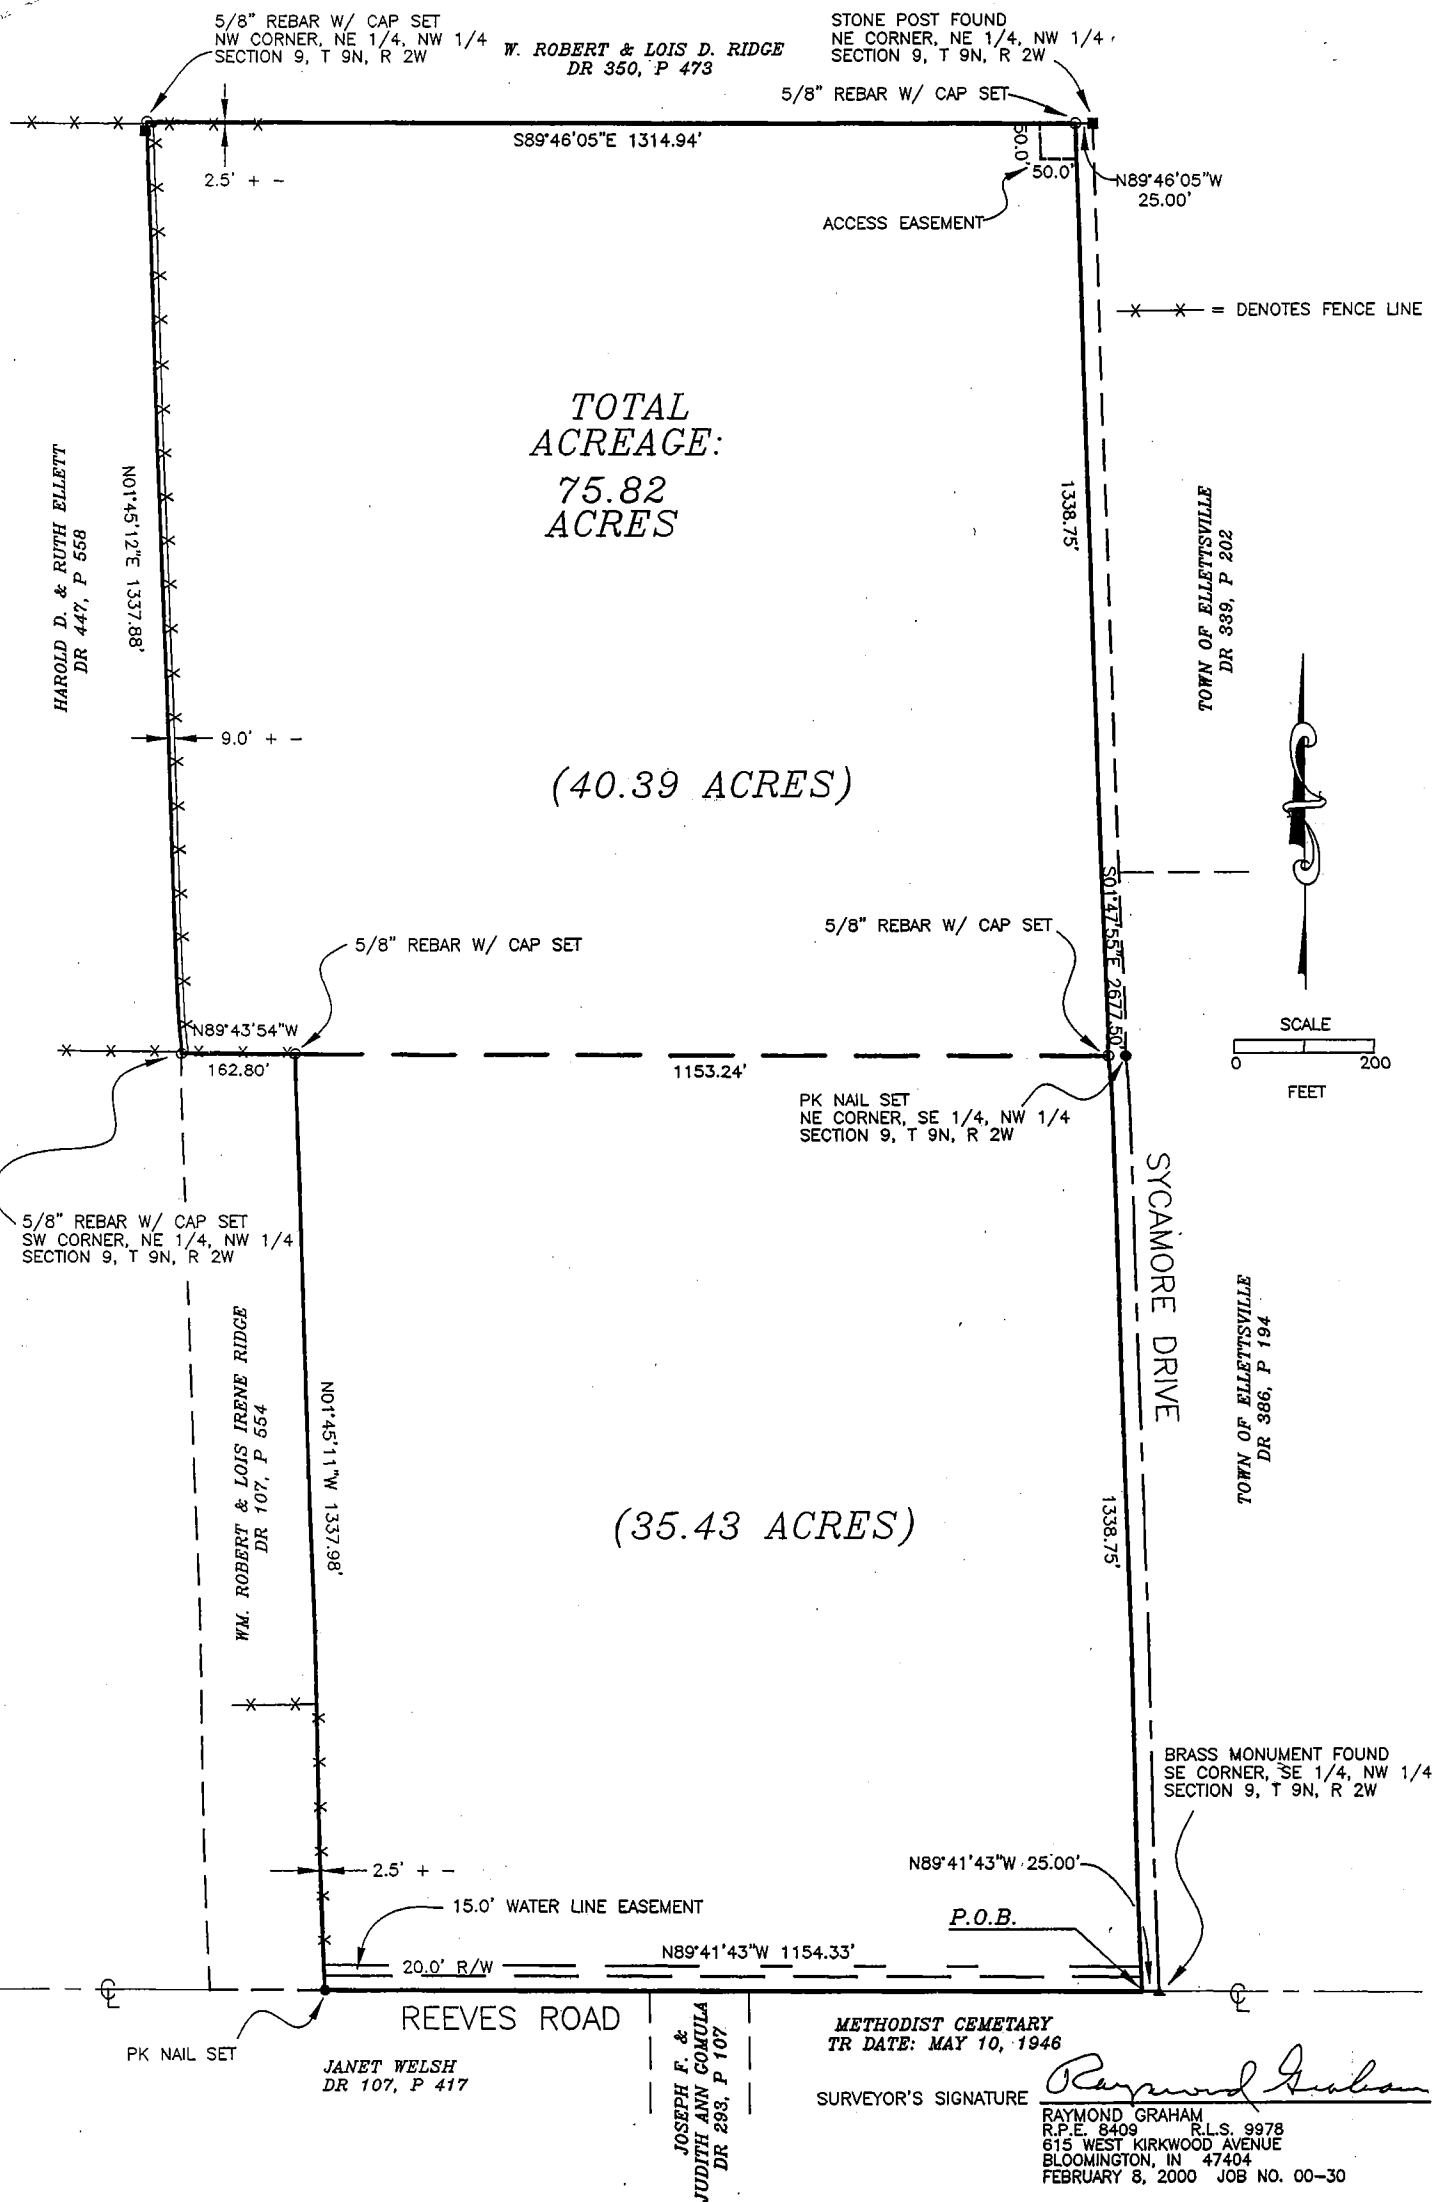 5/8" REBAR W/ CAP SET
NW CORNER, NE 1/4, NW 1/4
SECTION 9, T 9N, R 2W
W. ROBERT & LOIS D. RIDGE
DR 350, P 473
STONE POST FOUND
NE CORNER, NE 1/4, NW 1/4
SECTION 9, T 9N, R 2W
5/8" REBAR W/ CAP SET
S89°46'05"E 1314.94'
2.5' + -
50.0'
50.0'
N89°46'05"W
25.00'
ACCESS EASEMENT
= DENOTES FENCE LINE
TOTAL
ACREAGE:
75.82
ACRES
HAROLD D. & RUTH ELLETT
DR 447, P 558
N01°45'12"E 1337.88'
1338.75'
TOWN OF ELLETTSVILLE
DR 339, P 202
9.0' + -
(40.39 ACRES)
S01°47'55"E 2677.50'
5/8" REBAR W/ CAP SET
5/8" REBAR W/ CAP SET
N89°43'54"W
162.80'
1153.24'
SCALE
0 200
FEET
PK NAIL SET
NE CORNER, SE 1/4, NW 1/4
SECTION 9, T 9N, R 2W
5/8" REBAR W/ CAP SET
SW CORNER, NE 1/4, NW 1/4
SECTION 9, T 9N, R 2W
SYCAMORE DRIVE
WM. ROBERT & LOIS IRENE RIDGE
DR 107, P 554
N01°45'11"W 1337.98'
(35.43 ACRES)
1338.75'
TOWN OF ELLETTSVILLE
DR 386, P 194
BRASS MONUMENT FOUND
SE CORNER, SE 1/4, NW 1/4
SECTION 9, T 9N, R 2W
N89°41'43"W 25.00'
2.5' + -
15.0' WATER LINE EASEMENT
P.O.B.
N89°41'43"W 1154.33'
20.0' R/W
℄
℄
REEVES ROAD
PK NAIL SET
JANET WELSH
DR 107, P 417
JOSEPH F. &
JUDITH ANN GOMULA
DR 293, P 107
METHODIST CEMETARY
TR DATE: MAY 10, 1946
SURVEYOR'S SIGNATURE Raymond Graham
RAYMOND GRAHAM
R.P.E. 8409 R.L.S. 9978
615 WEST KIRKWOOD AVENUE
BLOOMINGTON, IN 47404
FEBRUARY 8, 2000 JOB NO. 00-30